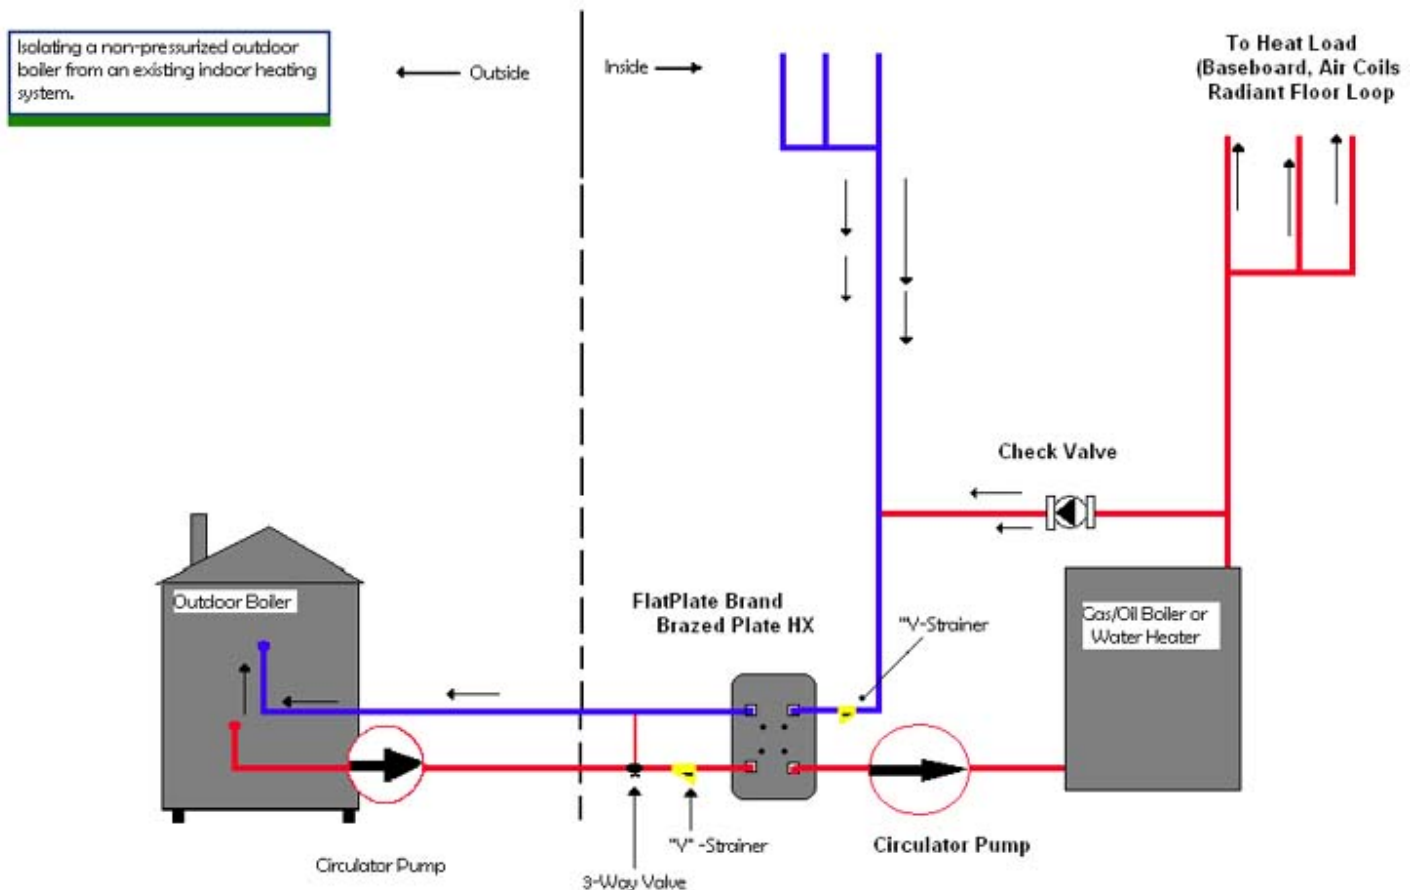 Isolating a non-pressurized outdoor
boiler from an existing indoor heating
system.
Outside
Inside
To Heat Load
(Baseboard, Air Coils
Radiant Floor Loop
Check Valve
Outdoor Boiler
FlatPlate Brand
Brazed Plate HX
"V-Strainer
Gas/Oil Boiler or
Water Heater
Circulator Pump
"V" -Strainer
Circulator Pump
3-Way Valve